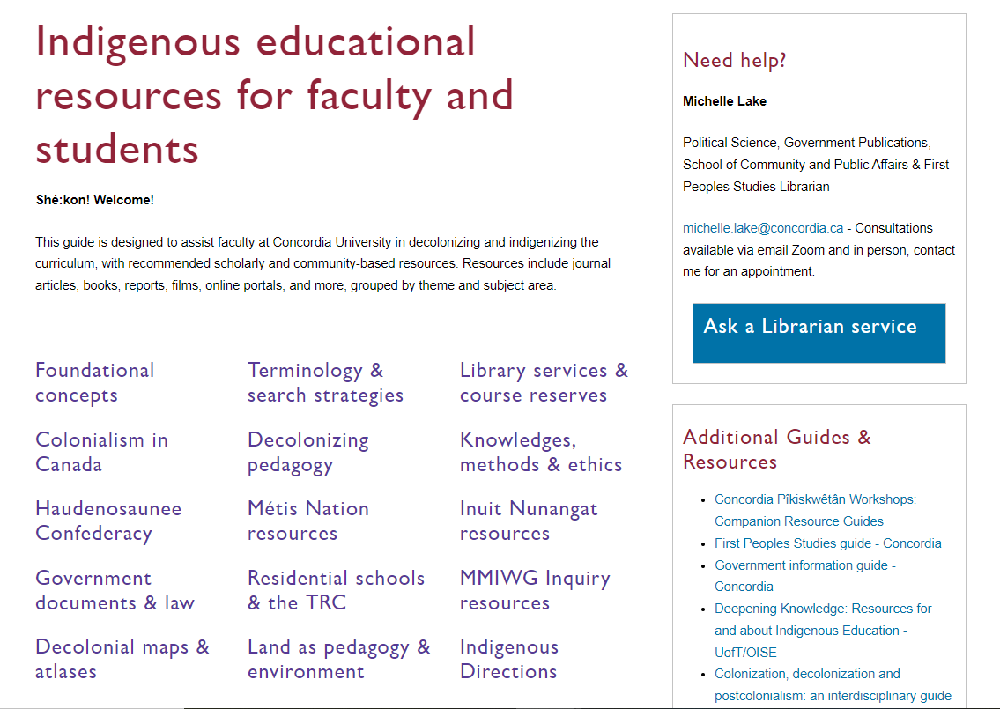 Indigenous educational
resources for faculty and
students
Shé:kon! Welcome!
This guide is designed to assist faculty at Concordia University in decolonizing and indigenizing the
curriculum, with recommended scholarly and community-based resources. Resources include journal
articles, books, reports, films, online portals, and more, grouped by theme and subject area.
Foundational
concepts
Terminology &
search strategies
Library services &
course reserves
Colonialism in
Canada
Decolonizing
pedagogy
Knowledges,
methods & ethics
Haudenosaunee
Confederacy
Métis Nation
resources
Inuit Nunangat
resources
Government
documents & law
Residential schools
& the TRC
MMIWG Inquiry
resources
Decolonial maps &
atlases
Land as pedagogy &
environment
Indigenous
Directions
Need help?
Michelle Lake
Political Science, Government Publications,
School of Community and Public Affairs & First
Peoples Studies Librarian
michelle.lake@concordia.ca - Consultations
available via email Zoom and in person, contact
me for an appointment.
Ask a Librarian service
Additional Guides &
Resources
• Concordia Pîkiskwêtân Workshops:
Companion Resource Guides
• First Peoples Studies guide - Concordia
• Government information guide -
Concordia
• Deepening Knowledge: Resources for
and about Indigenous Education -
UofT/OISE
• Colonization, decolonization and
postcolonialism: an interdisciplinary guide